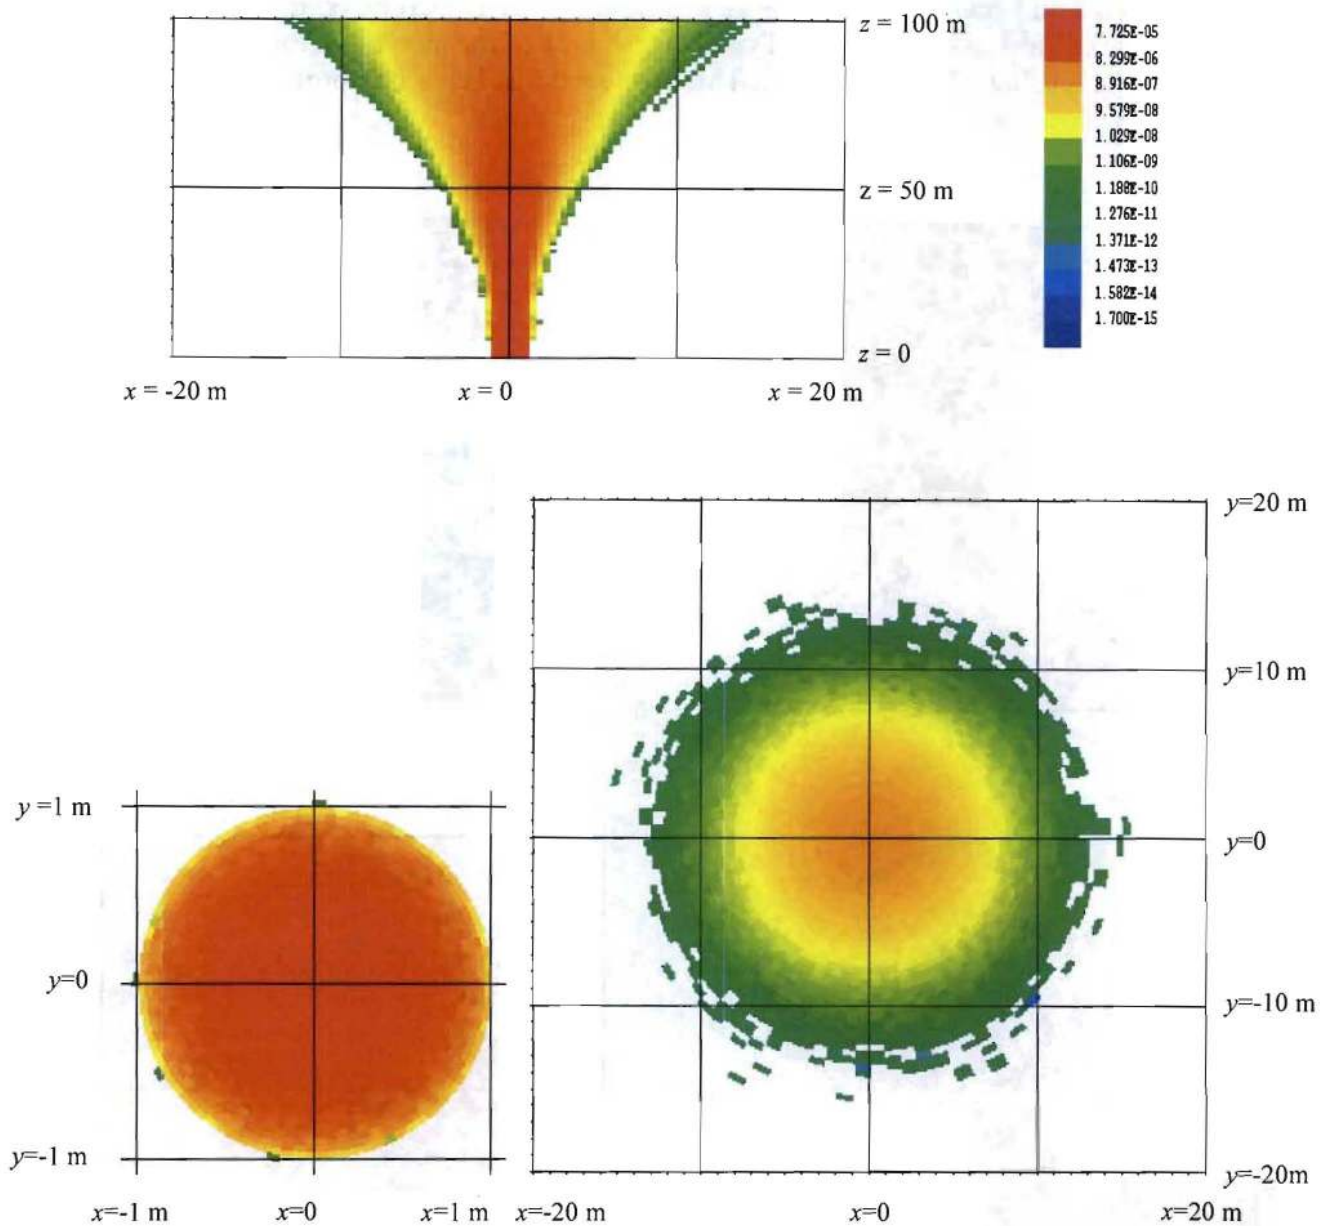 z = 100 m
z = 50 m
z = 0
x = -20 m
x = 0
x = 20 m
7.725E-05
8.299E-06
8.916E-07
9.579E-08
1.029E-08
1.106E-09
1.188E-10
1.276E-11
1.371E-12
1.473E-13
1.582E-14
1.700E-15
y =1 m
y=0
y=-1 m
x=-1 m
x=0
x=1 m
y=20 m
y=10 m
y=0
y=-10 m
y=-20m
x=-20 m
x=0
x=20 m